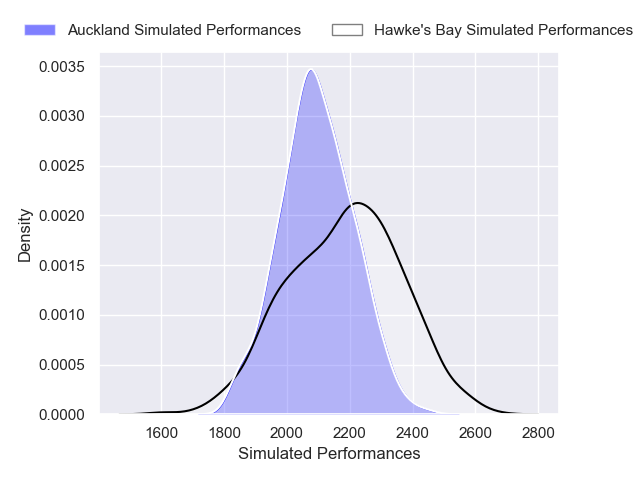 Auckland Simulated Performances
Hawke's Bay Simulated Performances
0.0035
0.0030
0.0025
0.0020
0.0015
0.0010
0.0005
0.0000
Density
1600 1800 2000 2200 2400 2600 2800
Simulated Performances